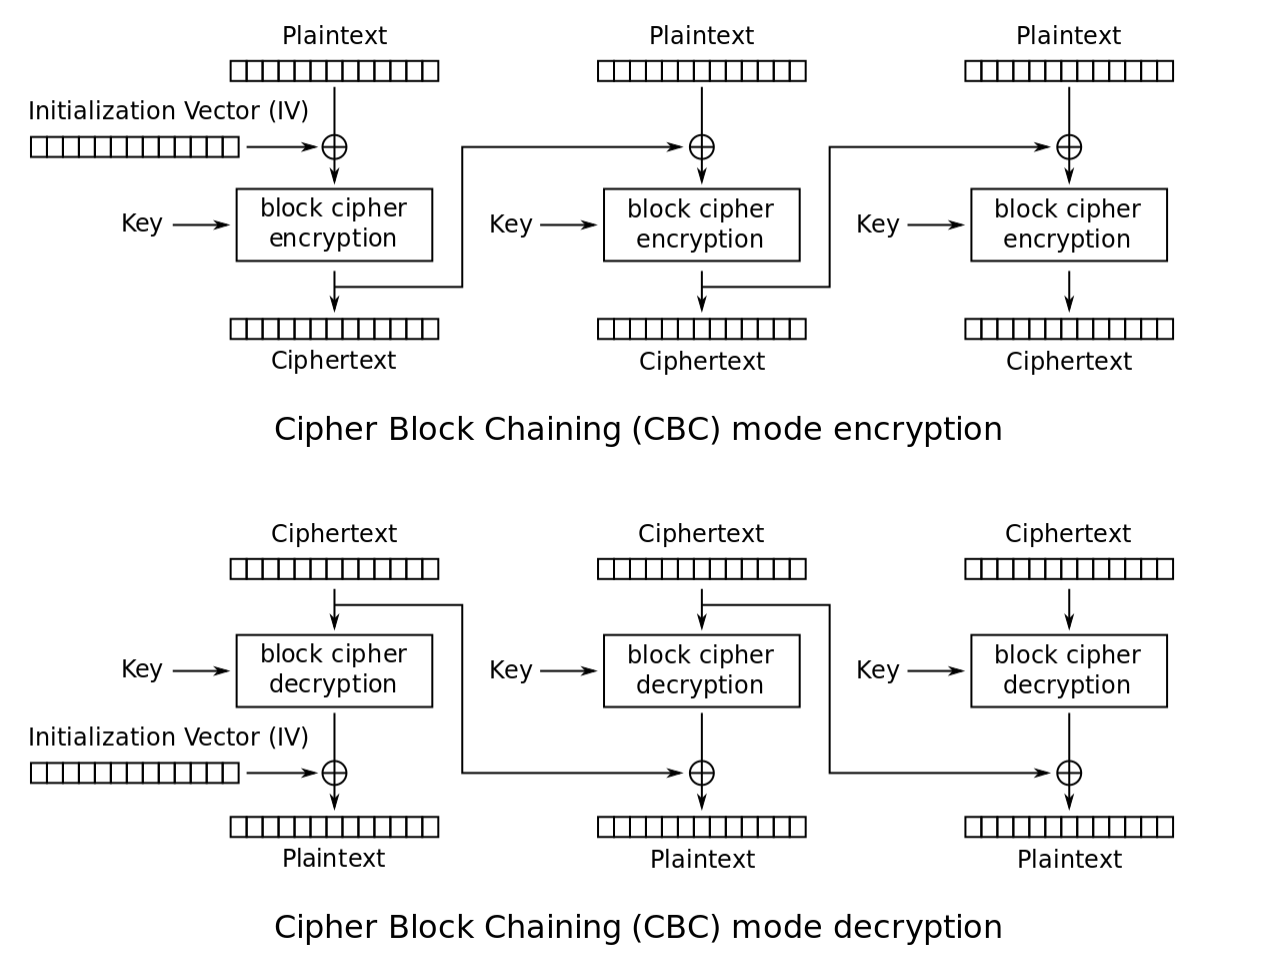 Plaintext
Plaintext
Plaintext
Initialization Vector (IV)
Key
block cipher
encryption
Key
block cipher
encryption
Key
block cipher
encryption
Ciphertext
Ciphertext
Ciphertext
Cipher Block Chaining (CBC) mode encryption
Ciphertext
Ciphertext
Ciphertext
Key
block cipher
decryption
Key
block cipher
decryption
Key
block cipher
decryption
Initialization Vector (IV)
Plaintext
Plaintext
Plaintext
Cipher Block Chaining (CBC) mode decryption